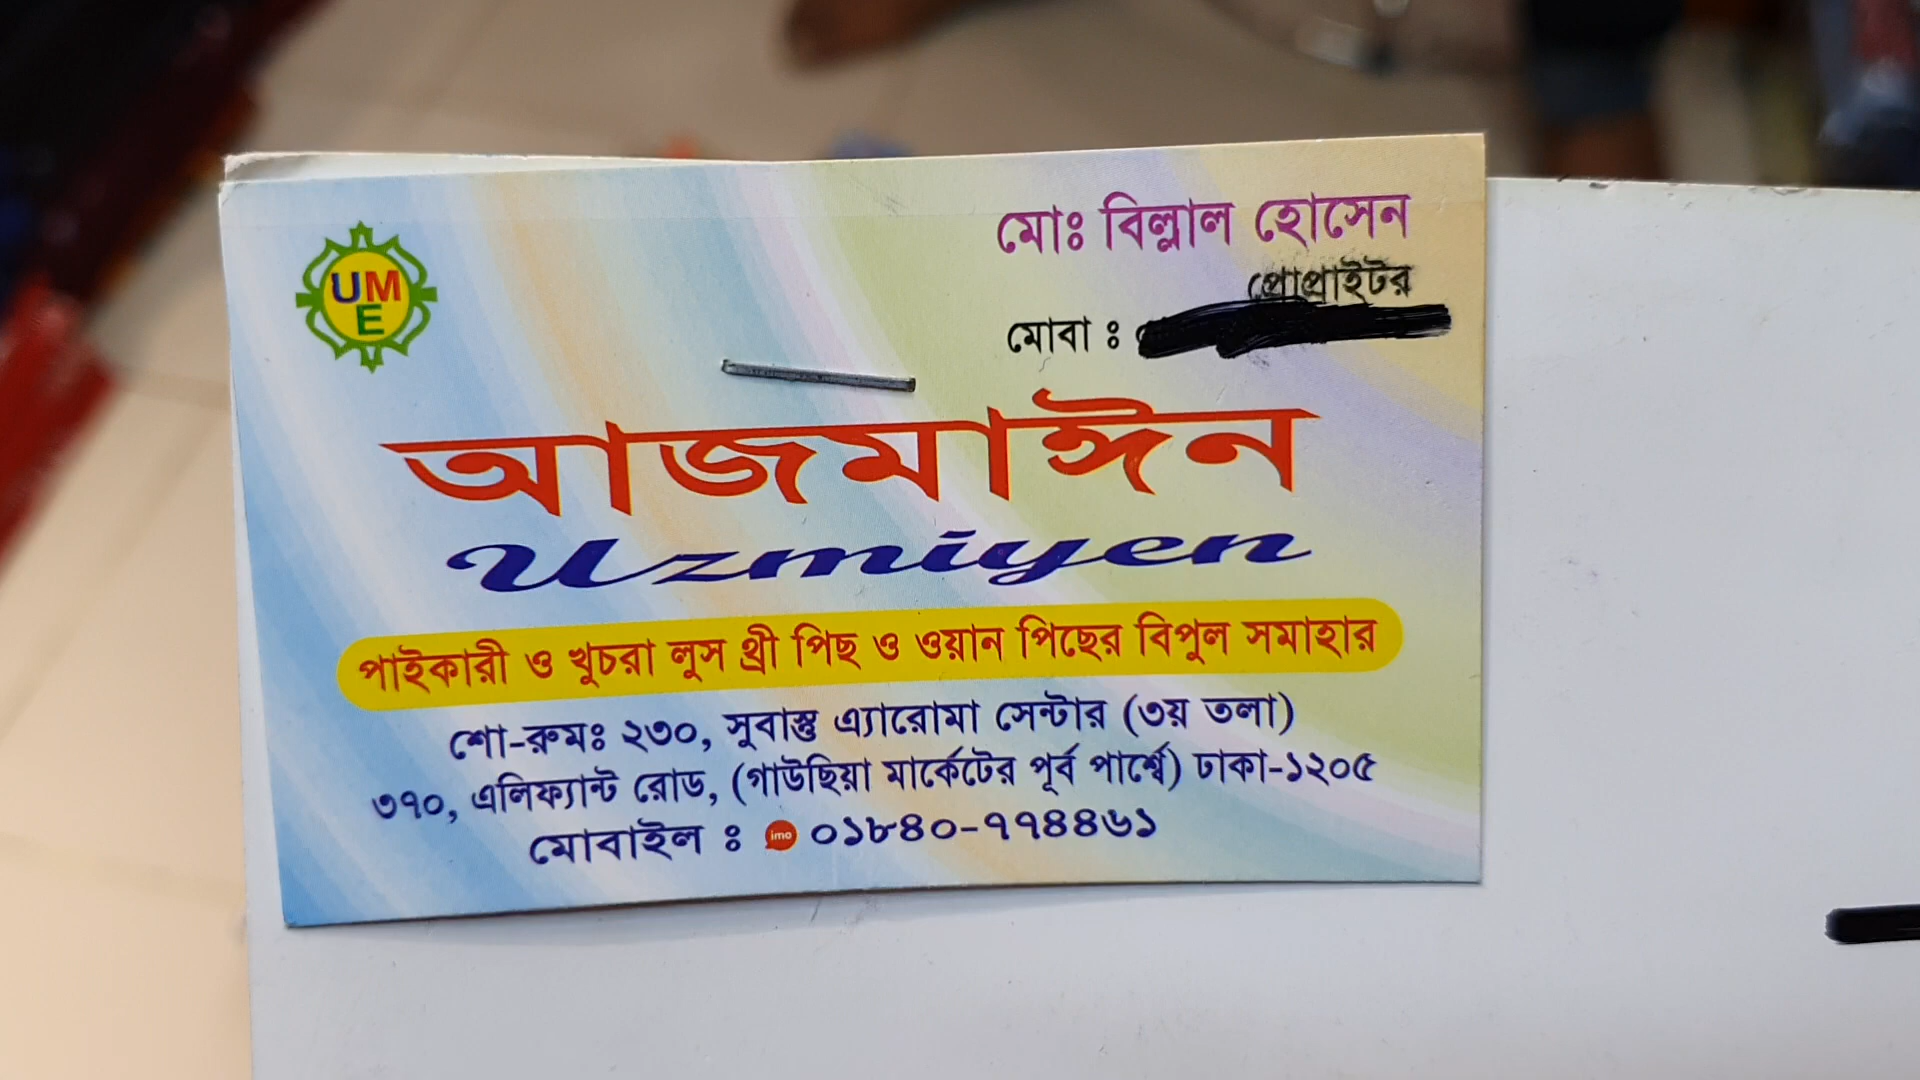 UM
E
মোঃ বিল্লাল হোসেন
প্রোপ্রাইটর
মোবা ঃ
আজমাঈন
Uzmiyen
পাইকারী ও খুচরা লুস থ্রী পিছ ও ওয়ান পিছের বিপুল সমাহার
শো-রুমঃ ২৩০, সুবাস্তু এ্যারোমা সেন্টার (৩য় তলা)
৩৭০, এলিফ্যান্ট রোড, (গাউছিয়া মার্কেটের পূর্ব পার্শ্বে) ঢাকা-১২০৫
মোবাইল ঃ imo ০১৮৪০-৭৭৪৪৬১